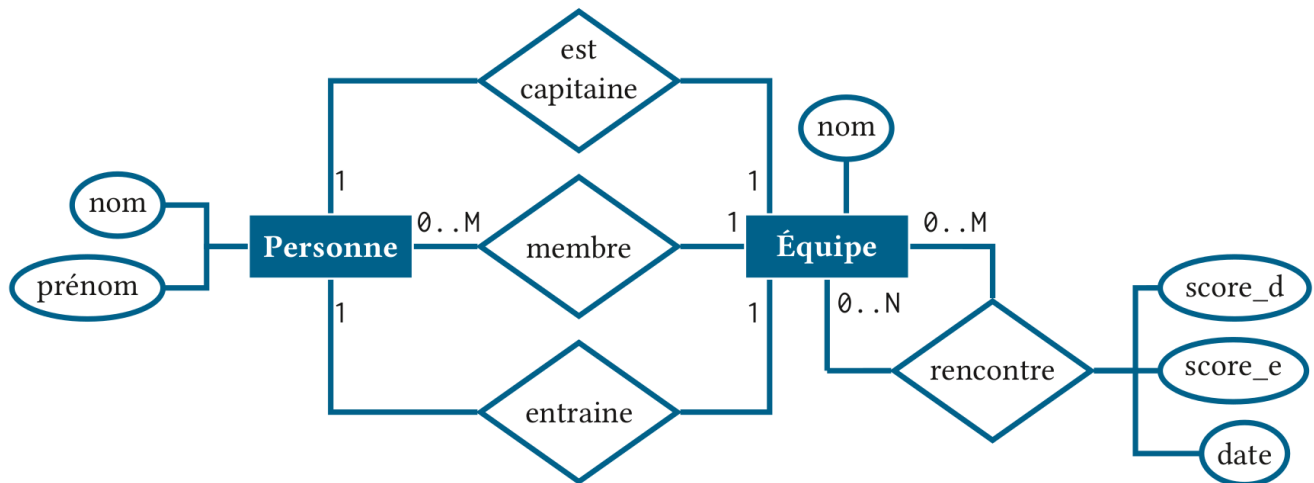 est
capitaine
nom
1
1
nom
Personne
0..M
membre
1
Équipe
0..M
prénom
score_d
1
1
0..N
score_e
rencontre
entraine
date